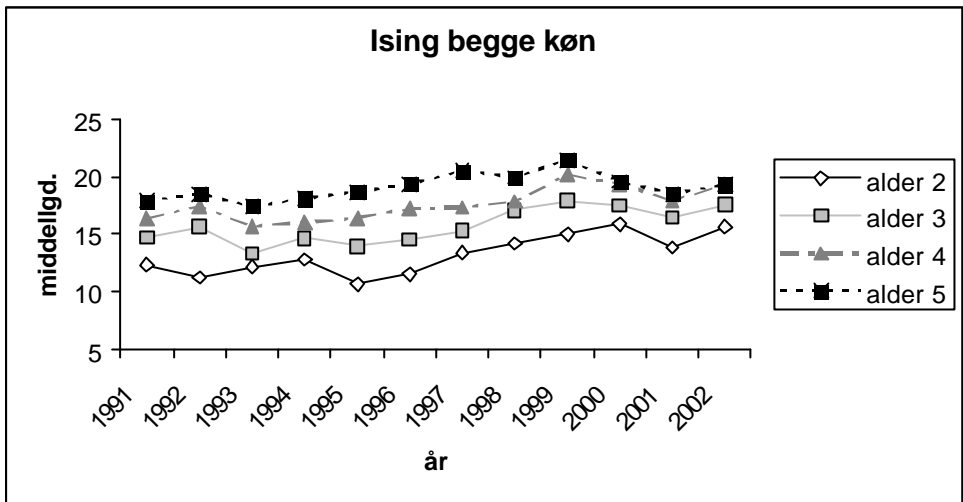 Ising begge køn
25
20
15
10
5
middellgd.
1991
1992
1993
1994
1995
1996
1997
1998
1999
2000
2001
2002
år
alder 2
alder 3
alder 4
alder 5